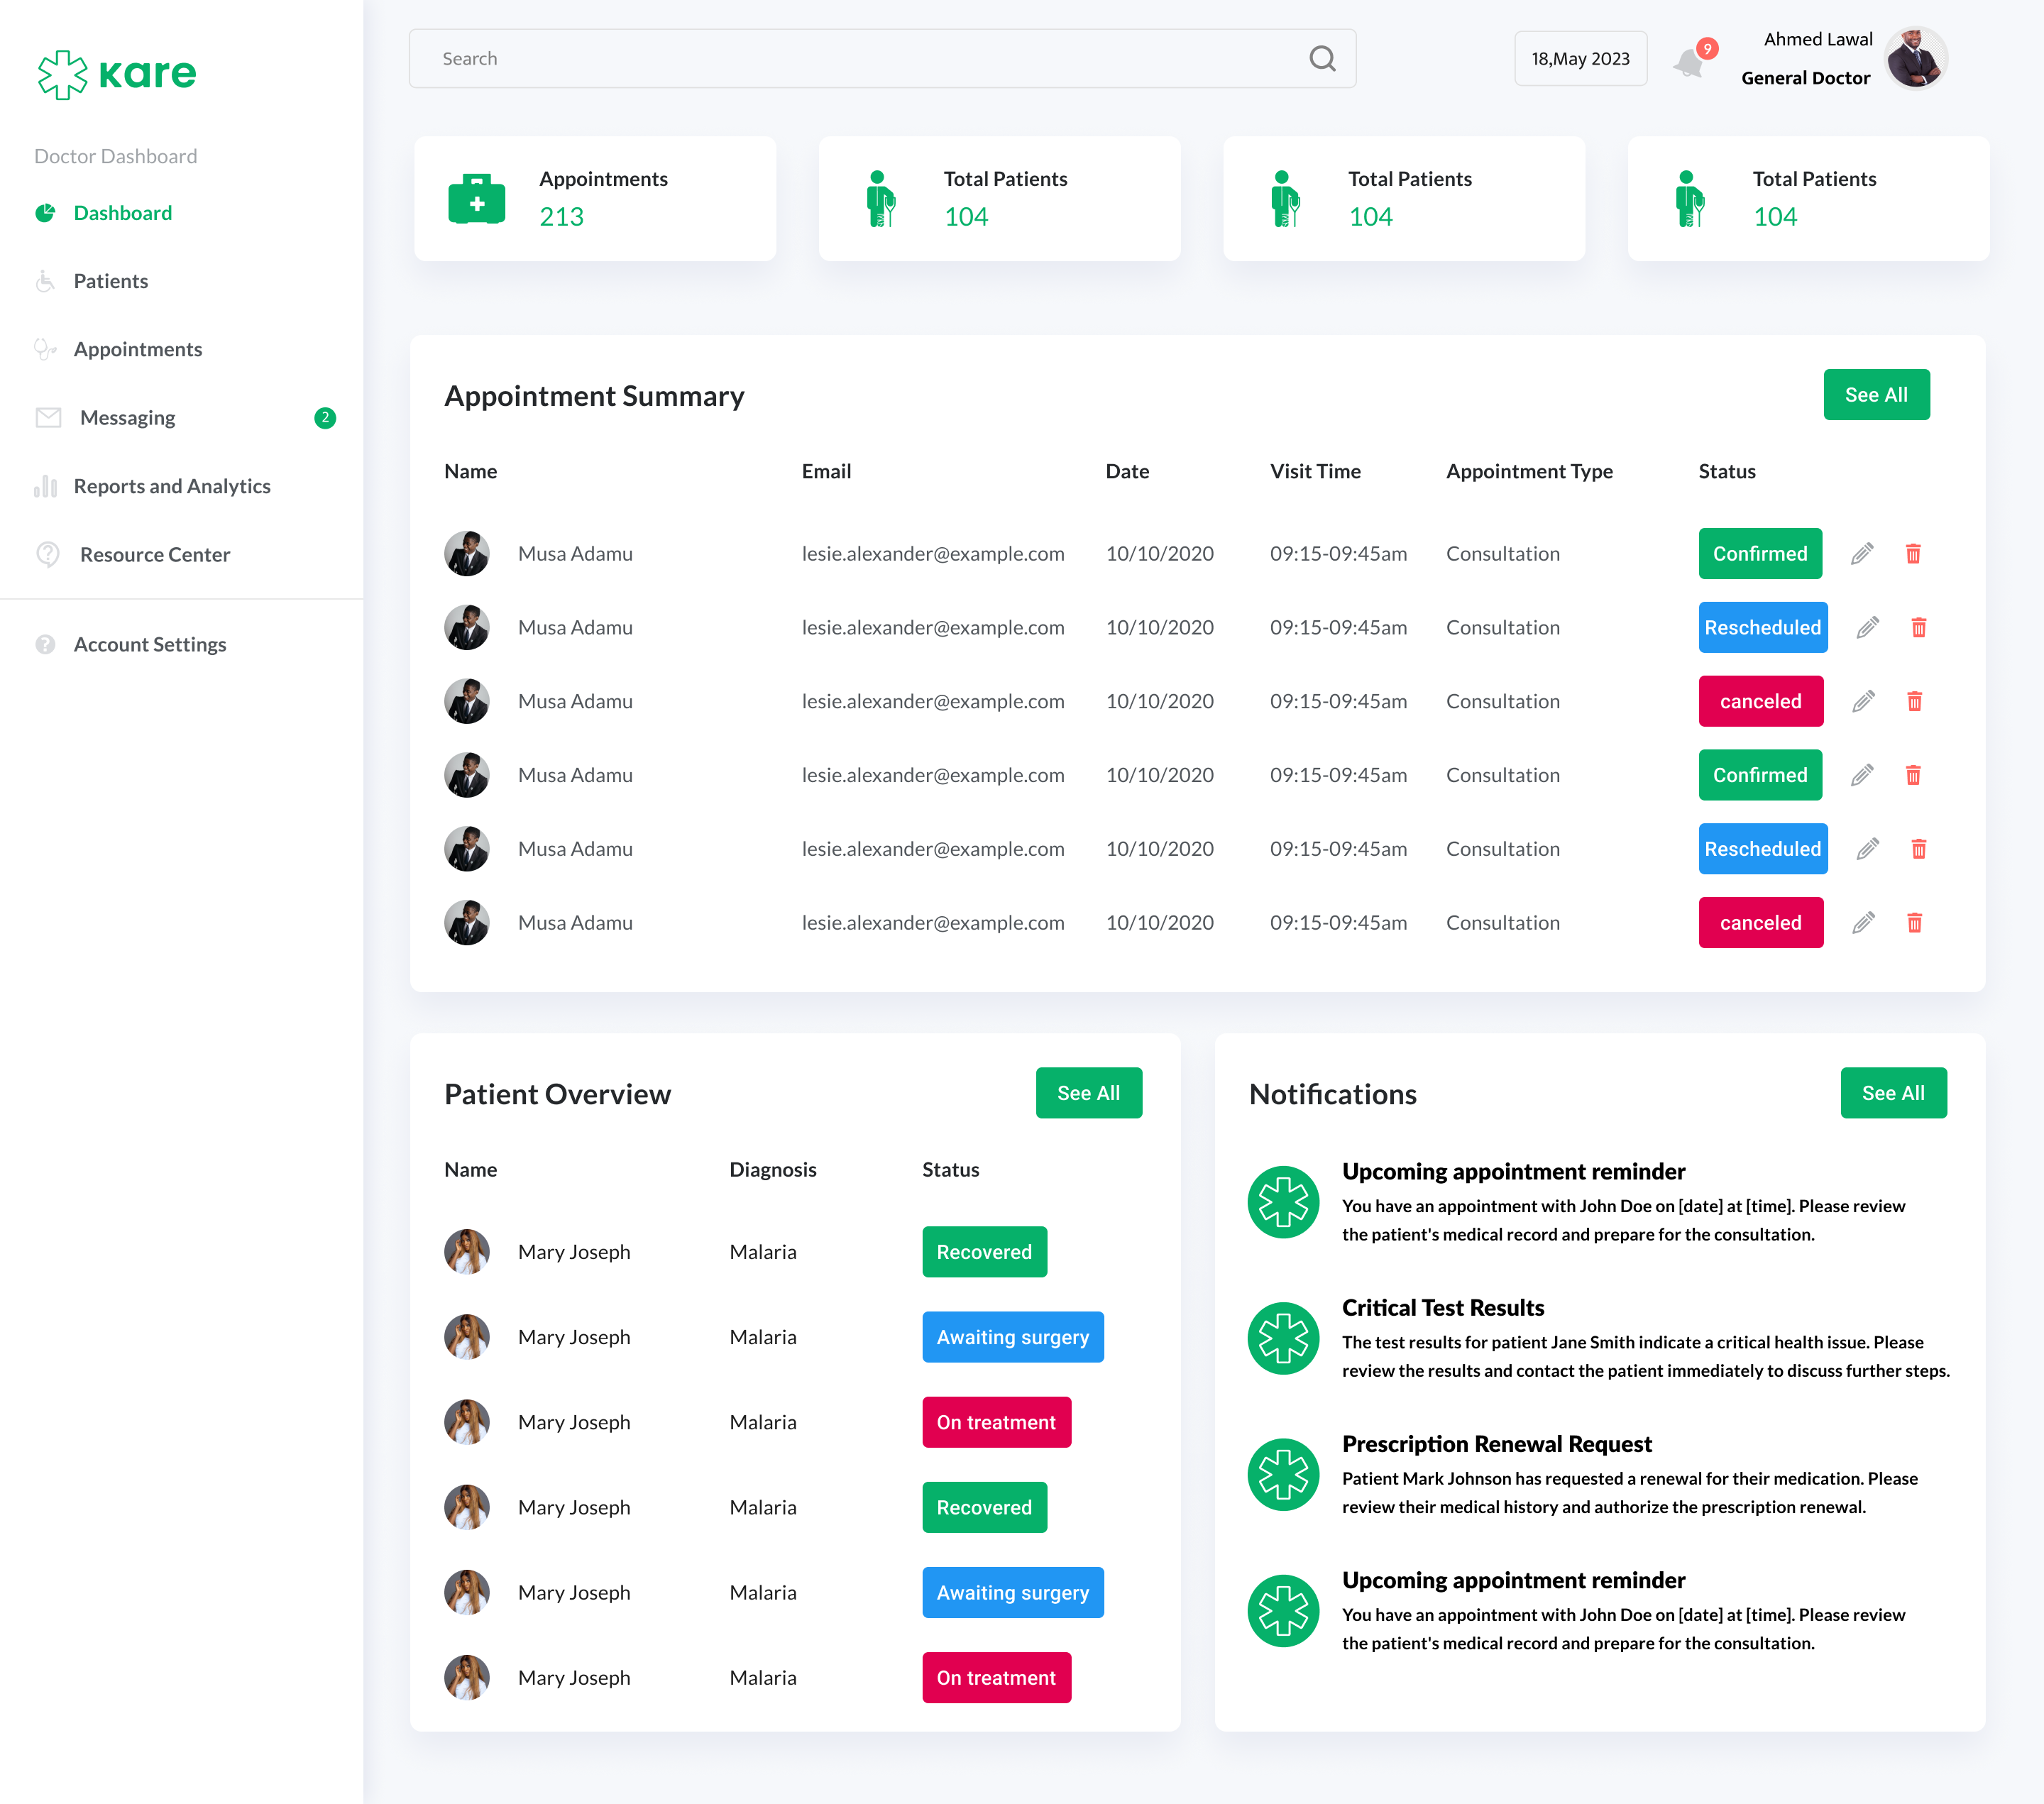 kare
Doctor Dashboard
Dashboard
Patients
Appointments
Messaging 2
Reports and Analytics
Resource Center
Account Settings
Search
18,May 2023
9
Ahmed Lawal
General Doctor
Appointments
213
Total Patients
104
Total Patients
104
Total Patients
104
Appointment Summary See All
Name Email Date Visit Time Appointment Type Status
Musa Adamu lesie.alexander@example.com 10/10/2020 09:15-09:45am Consultation Confirmed
Musa Adamu lesie.alexander@example.com 10/10/2020 09:15-09:45am Consultation Rescheduled
Musa Adamu lesie.alexander@example.com 10/10/2020 09:15-09:45am Consultation canceled
Musa Adamu lesie.alexander@example.com 10/10/2020 09:15-09:45am Consultation Confirmed
Musa Adamu lesie.alexander@example.com 10/10/2020 09:15-09:45am Consultation Rescheduled
Musa Adamu lesie.alexander@example.com 10/10/2020 09:15-09:45am Consultation canceled
Patient Overview See All
Name Diagnosis Status
Mary Joseph Malaria Recovered
Mary Joseph Malaria Awaiting surgery
Mary Joseph Malaria On treatment
Mary Joseph Malaria Recovered
Mary Joseph Malaria Awaiting surgery
Mary Joseph Malaria On treatment
Notifications See All
Upcoming appointment reminder
You have an appointment with John Doe on [date] at [time]. Please review
the patient's medical record and prepare for the consultation.
Critical Test Results
The test results for patient Jane Smith indicate a critical health issue. Please
review the results and contact the patient immediately to discuss further steps.
Prescription Renewal Request
Patient Mark Johnson has requested a renewal for their medication. Please
review their medical history and authorize the prescription renewal.
Upcoming appointment reminder
You have an appointment with John Doe on [date] at [time]. Please review
the patient's medical record and prepare for the consultation.